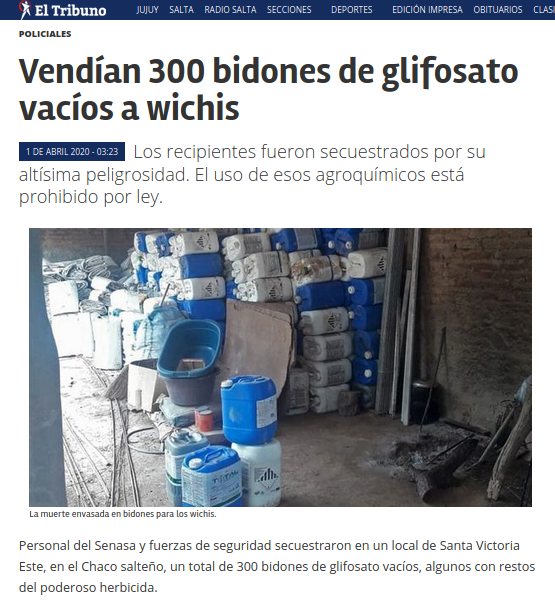 El Tribuno JUJUY SALTA RADIO SALTA SECCIONES DEPORTES EDICIÓN IMPRESA OBITUARIOS CLASI
POLICIALES
Vendían 300 bidones de glifosato
vacíos a wichis
1 DE ABRIL 2020 - 03:23 Los recipientes fueron secuestrados por su
altísima peligrosidad. El uso de esos agroquímicos está
prohibido por ley.
La muerte envasada en bidones para los wichis.
Personal del Senasa y fuerzas de seguridad secuestraron en un local de Santa Victoria
Este, en el Chaco salteño, un total de 300 bidones de glifosato vacíos, algunos con restos
del poderoso herbicida.